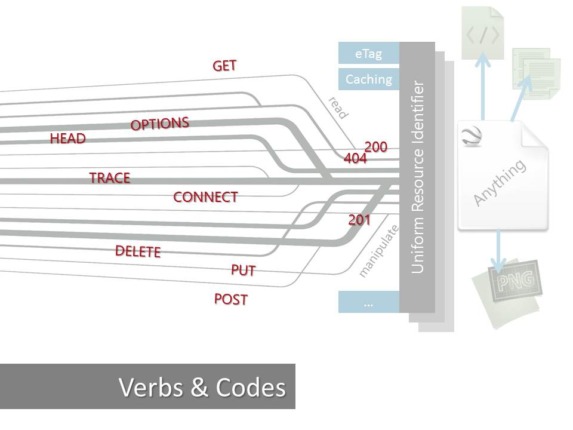 GET
eTag
Caching
read
OPTIONS
HEAD
200
404
TRACE
CONNECT
201
DELETE
manipulate
PUT
POST
...
Uniform Resource Identifier
</>
Anything
PNG
Verbs & Codes